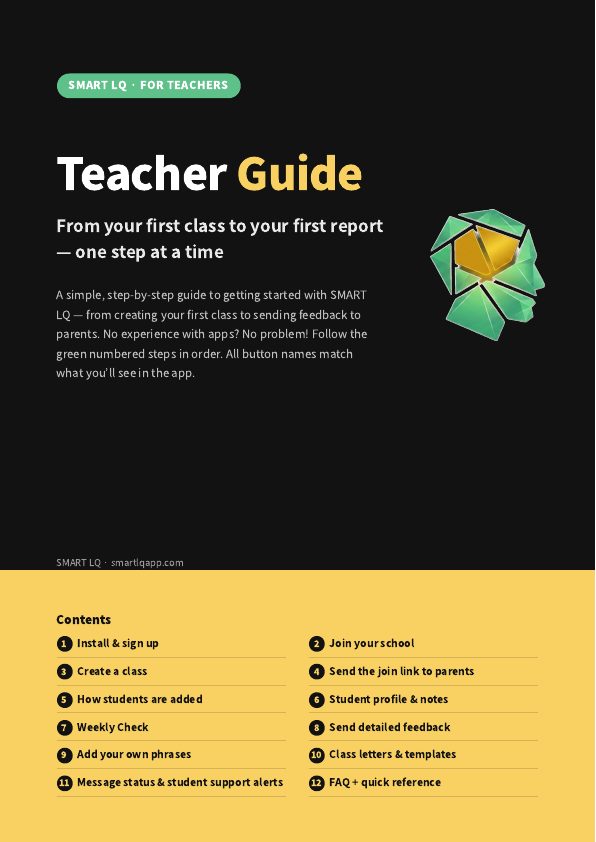 SMART LQ · FOR TEACHERS
Teacher Guide
From your first class to your first report
— one step at a time
A simple, step-by-step guide to getting started with SMART
LQ — from creating your first class to sending feedback to
parents. No experience with apps? No problem! Follow the
green numbered steps in order. All button names match
what you'll see in the app.
SMART LQ · smartlqapp.com
Contents
1 Install & sign up
2 Join your school
3 Create a class
4 Send the join link to parents
5 How students are added
6 Student profile & notes
7 Weekly Check
8 Send detailed feedback
9 Add your own phrases
10 Class letters & templates
11 Message status & student support alerts
12 FAQ + quick reference